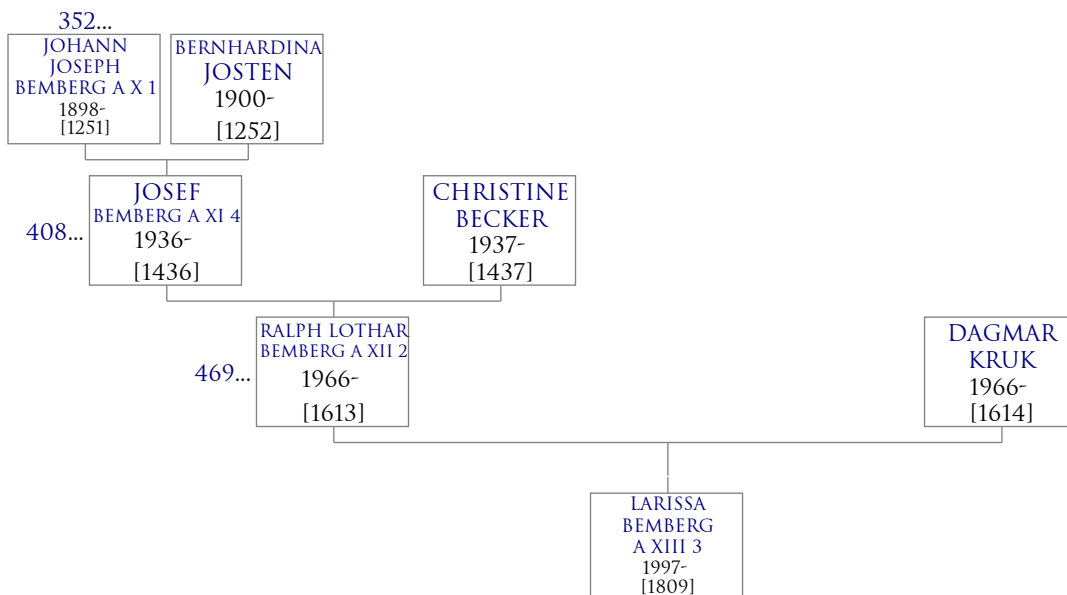 352...
JOHANN
JOSEPH
BEMBERG A X 1
1898-
[1251]
BERNHARDINA
JOSTEN
1900-
[1252]
JOSEF
BEMBERG A XI 4
1936-
[1436]
408...
CHRISTINE
BECKER
1937-
[1437]
RALPH LOTHAR
BEMBERG A XII 2
1966-
[1613]
469...
DAGMAR
KRUK
1966-
[1614]
LARISSA
BEMBERG
A XIII 3
1997-
[1809]